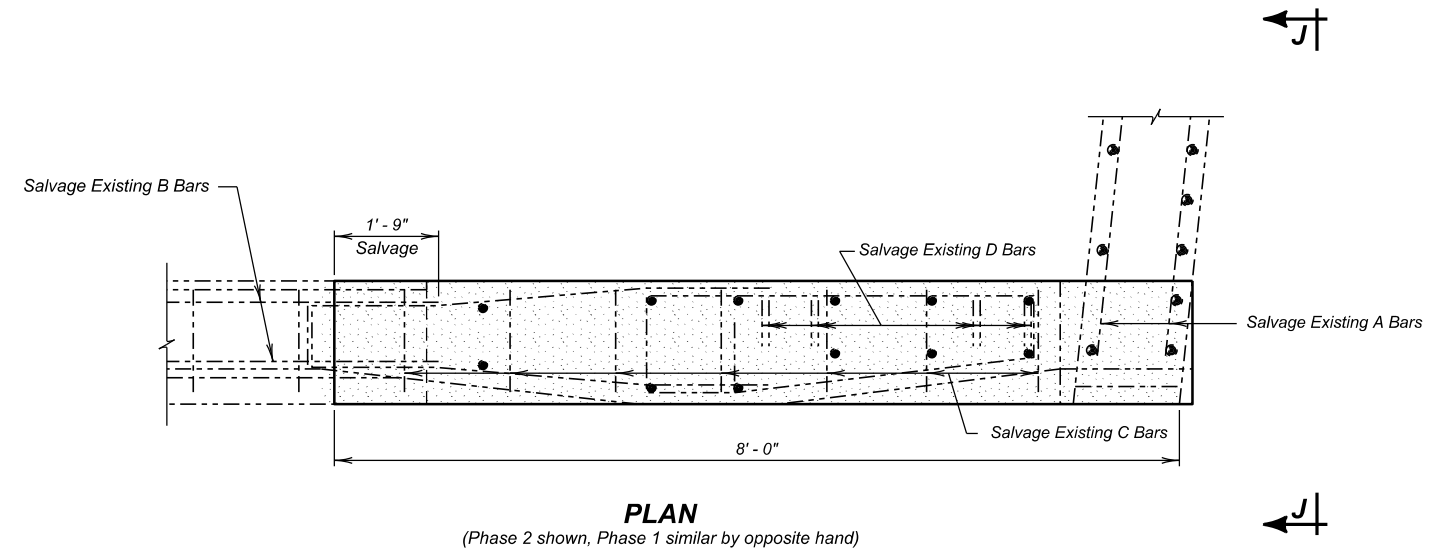 J
Salvage Existing B Bars
1' - 9"
Salvage
Salvage Existing D Bars
Salvage Existing A Bars
Salvage Existing C Bars
8' - 0"
PLAN
J
(Phase 2 shown, Phase 1 similar by opposite hand)